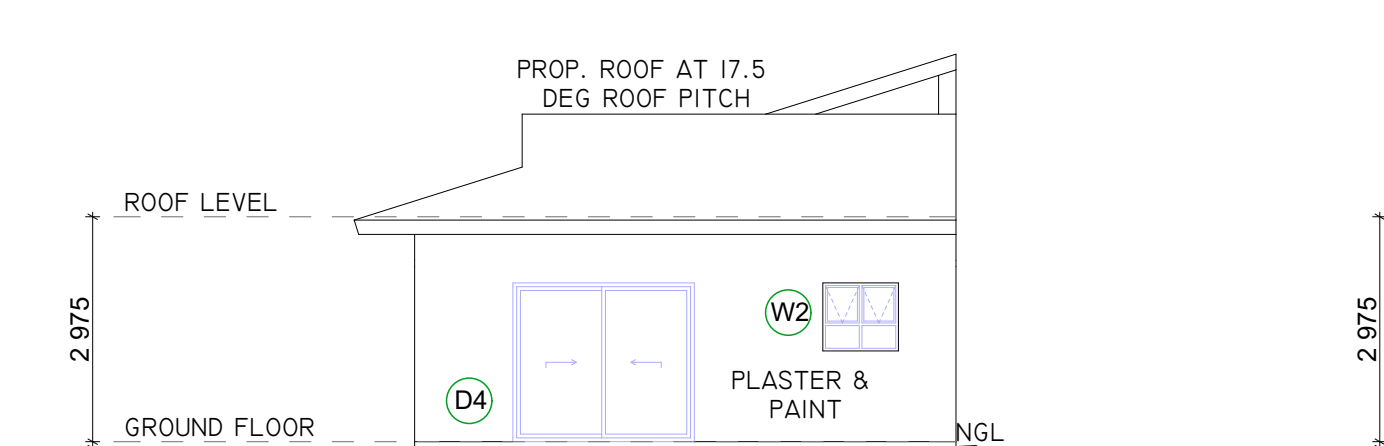 PROP. ROOF AT 17.5
DEG ROOF PITCH
ROOF LEVEL
2 975
2 975
W2
PLASTER &
PAINT
D4
GROUND FLOOR
NGL